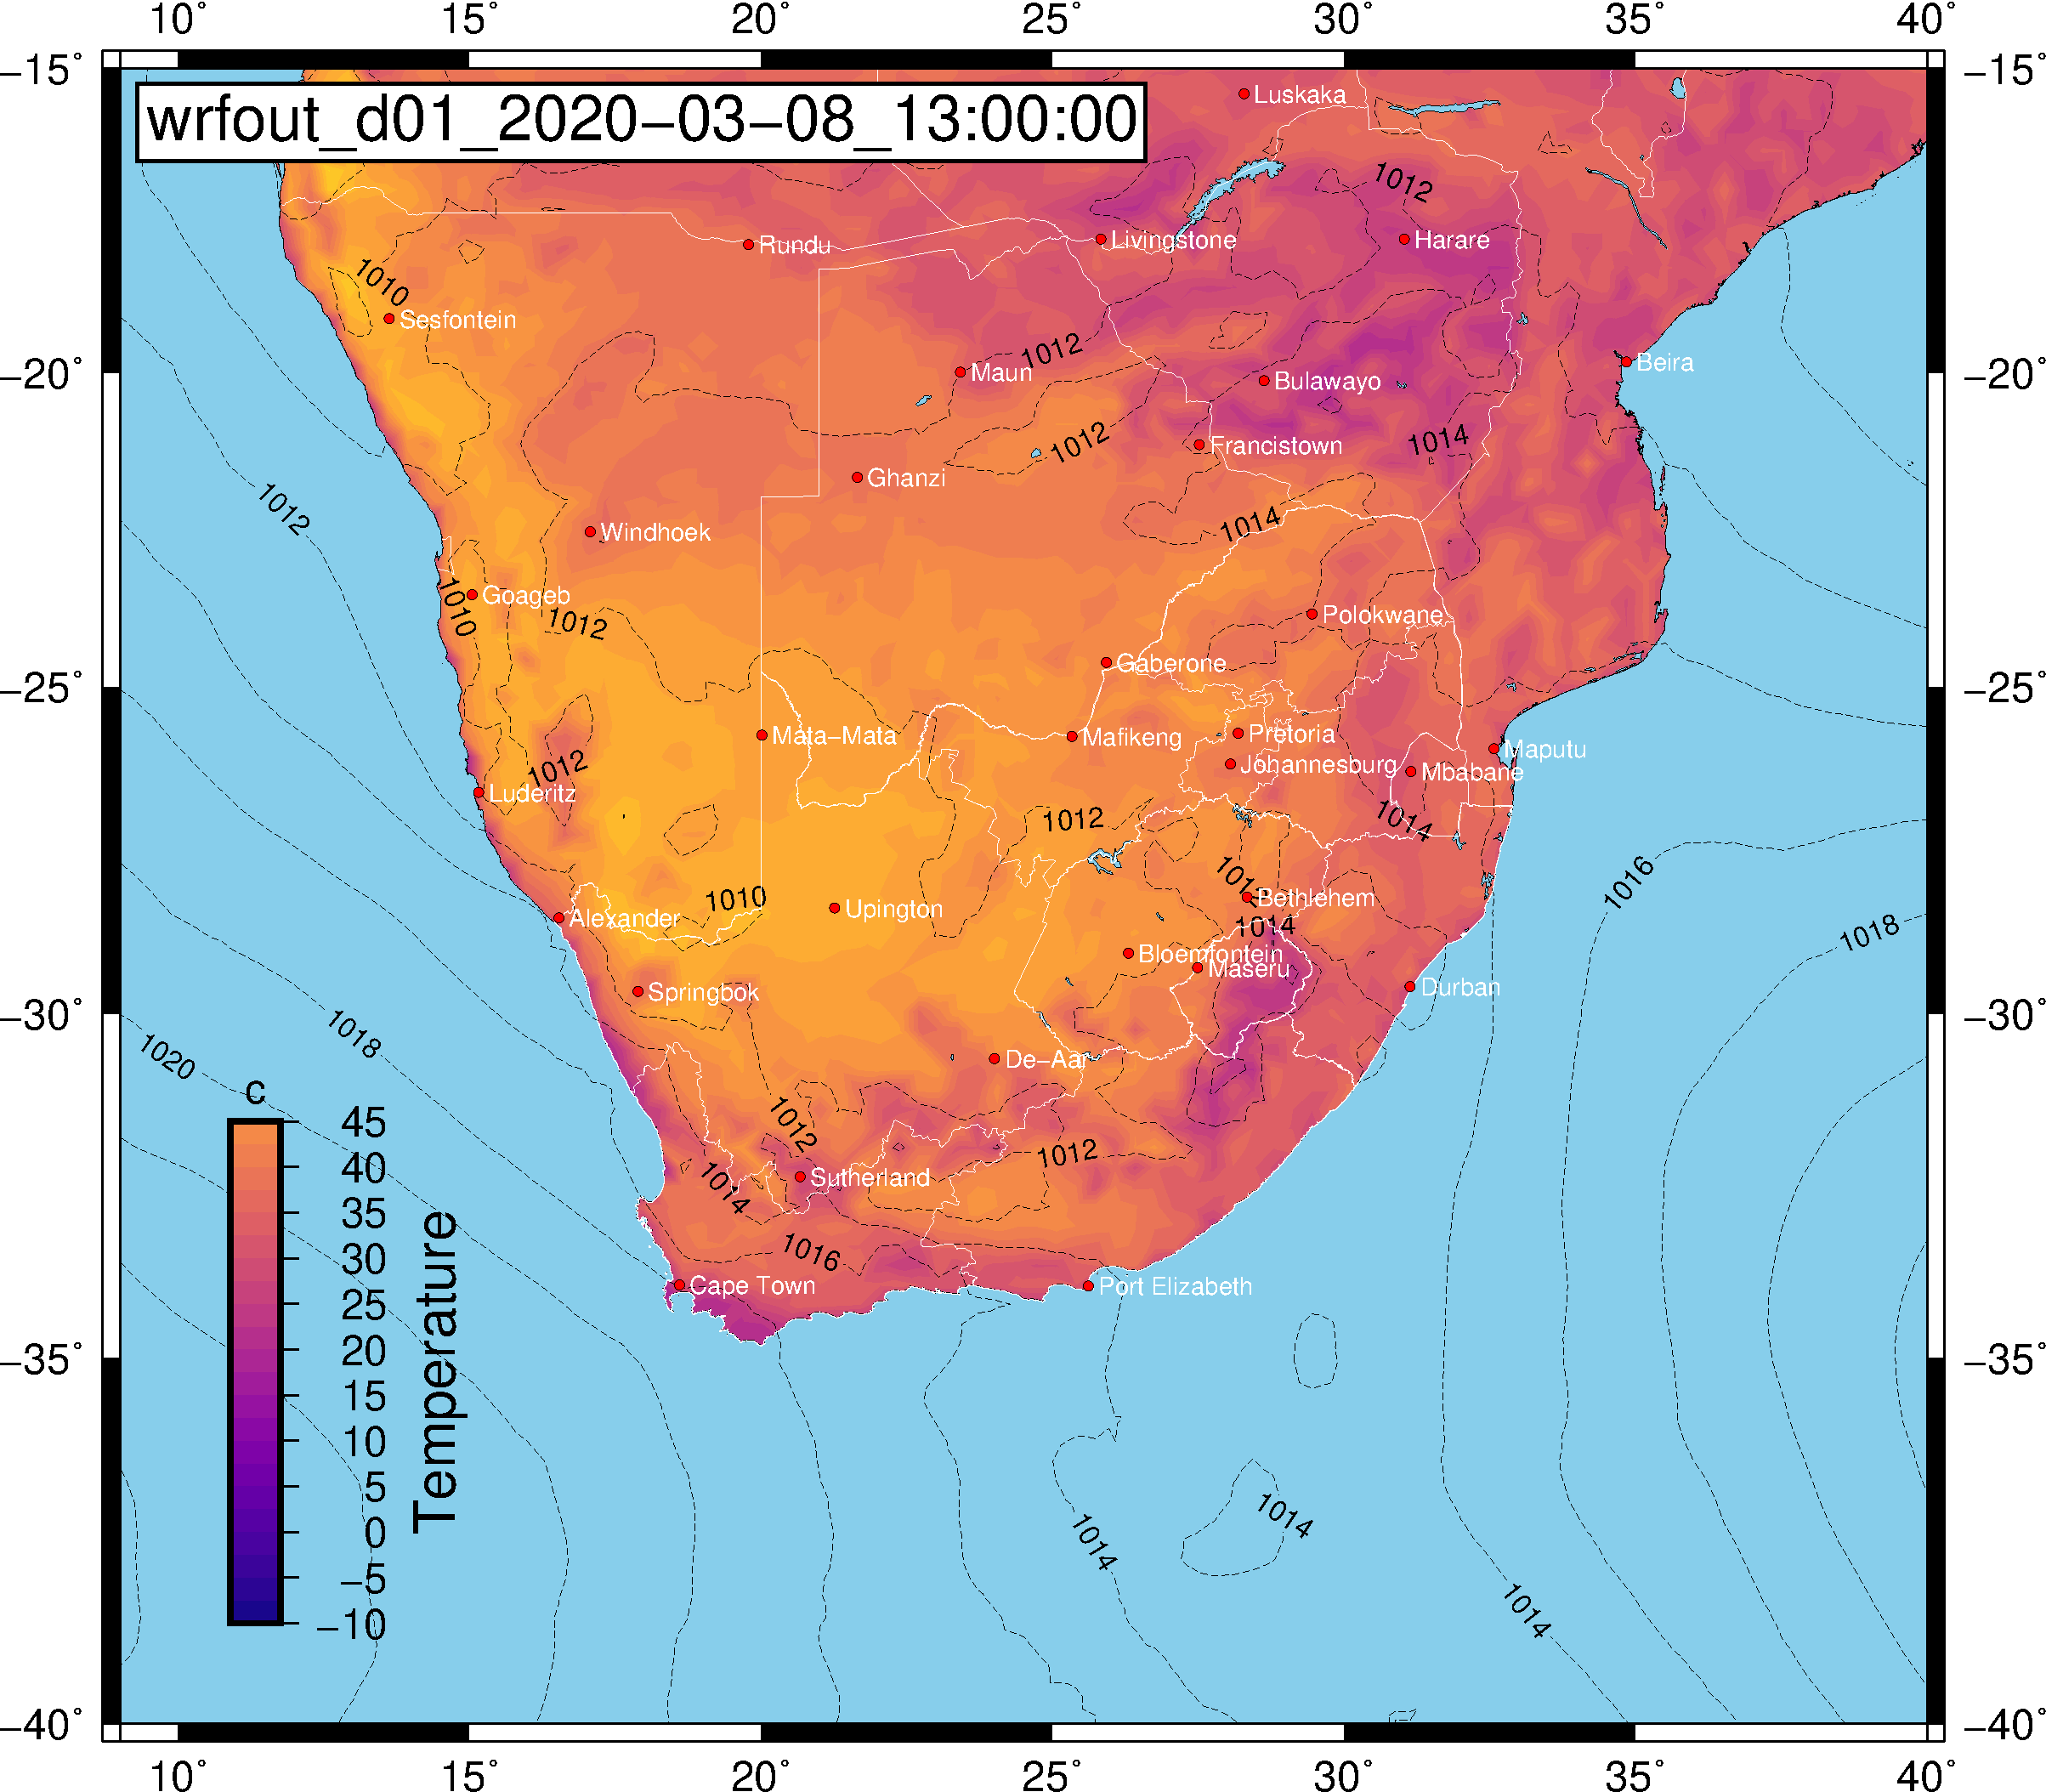 10° 15° 20° 25° 30° 35° 40°
−15° −15°
wrfout_d01_2020−03−08_13:00:00
Luskaka
1012
Rundu
Livingstone
Harare
1010
Sesfontein
1012
Maun
Beira
Bulawayo
1012
1014
Francistown
−20° −20°
Ghanzi
1012
1014
Windhoek
1010
Goageb
1012
Polokwane
Gaberone
−25° −25°
Mata−Mata
Mafikeng
Pretoria
Maputu
1012
Johannesburg
Mbabane
Luderitz
1012
1014
1016
1012
1010
Bethlehem
Alexander
Upington
1014
1018
Bloemfontein
Maseru
Springbok
Durban
−30° −30°
1018
1020
De−Aar
1012
1012
1014
Sutherland
1016
Cape Town
Port Elizabeth
c
45
40
35
30
25
20
15
10
5
0
−5
−10
Temperature
−35° −35°
1014
1014
1014
−40° −40°
10° 15° 20° 25° 30° 35° 40°